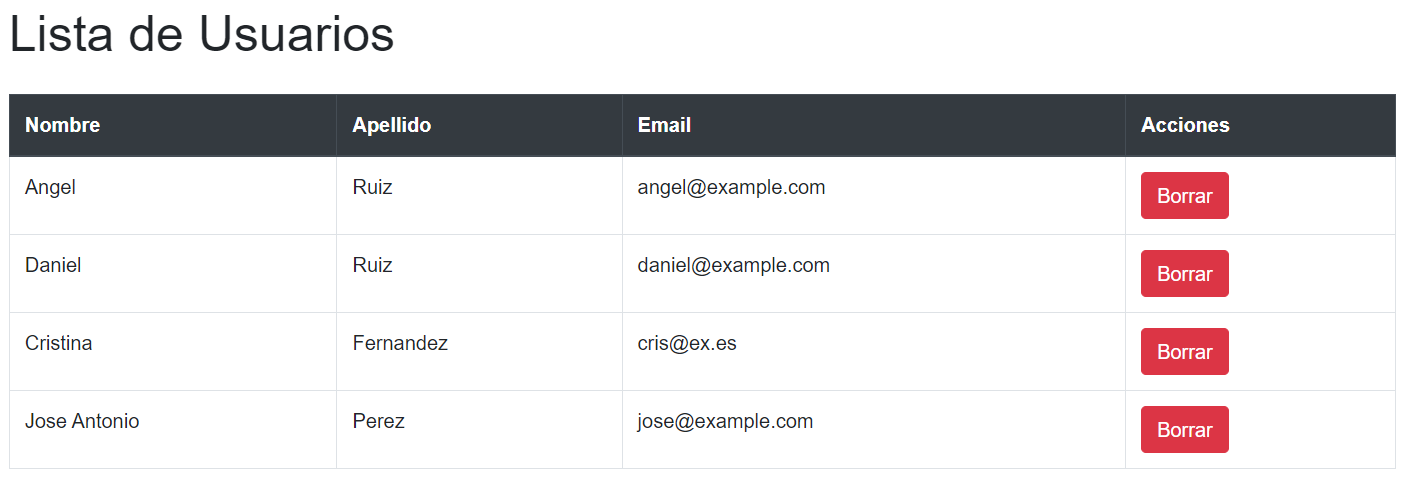 Lista de Usuarios
Nombre Apellido Email Acciones
Angel Ruiz angel@example.com Borrar
Daniel Ruiz daniel@example.com Borrar
Cristina Fernandez cris@ex.es Borrar
Jose Antonio Perez jose@example.com Borrar